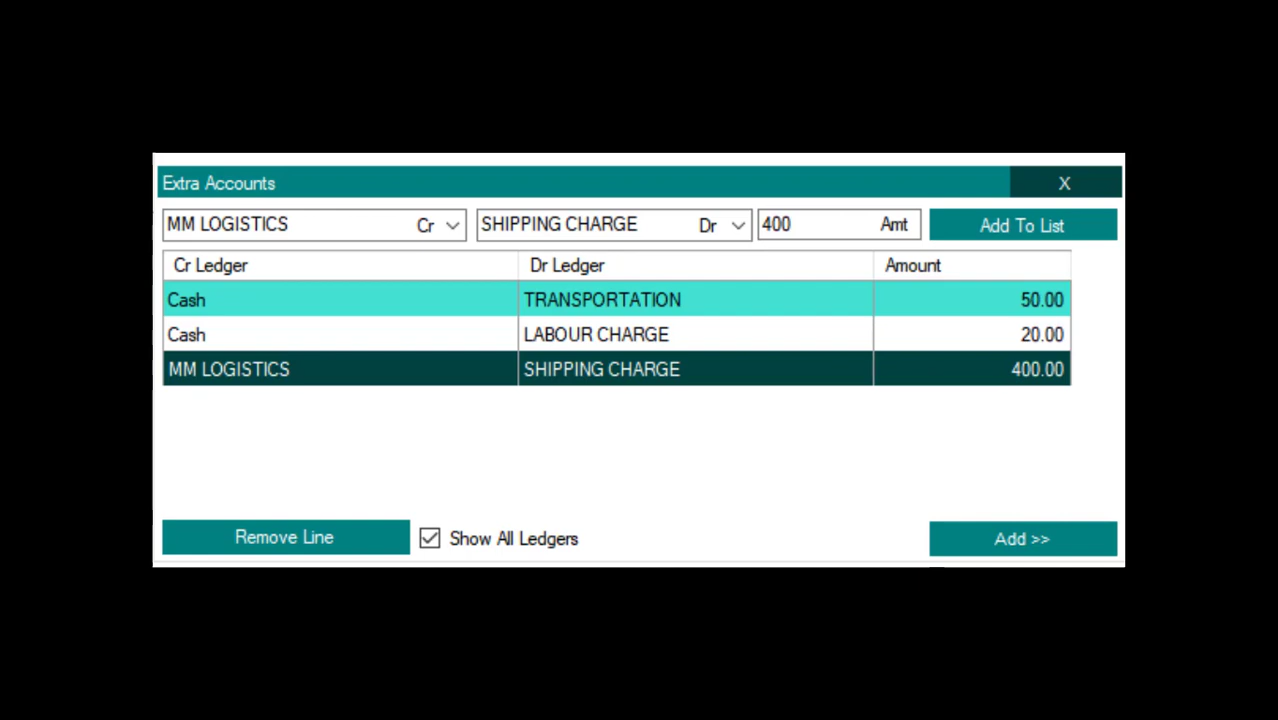 Extra Accounts X
MM LOGISTICS Cr SHIPPING CHARGE Dr 400 Amt Add To List
Cr Ledger Dr Ledger Amount
Cash TRANSPORTATION 50.00
Cash LABOUR CHARGE 20.00
MM LOGISTICS SHIPPING CHARGE 400.00
Remove Line Show All Ledgers Add >>